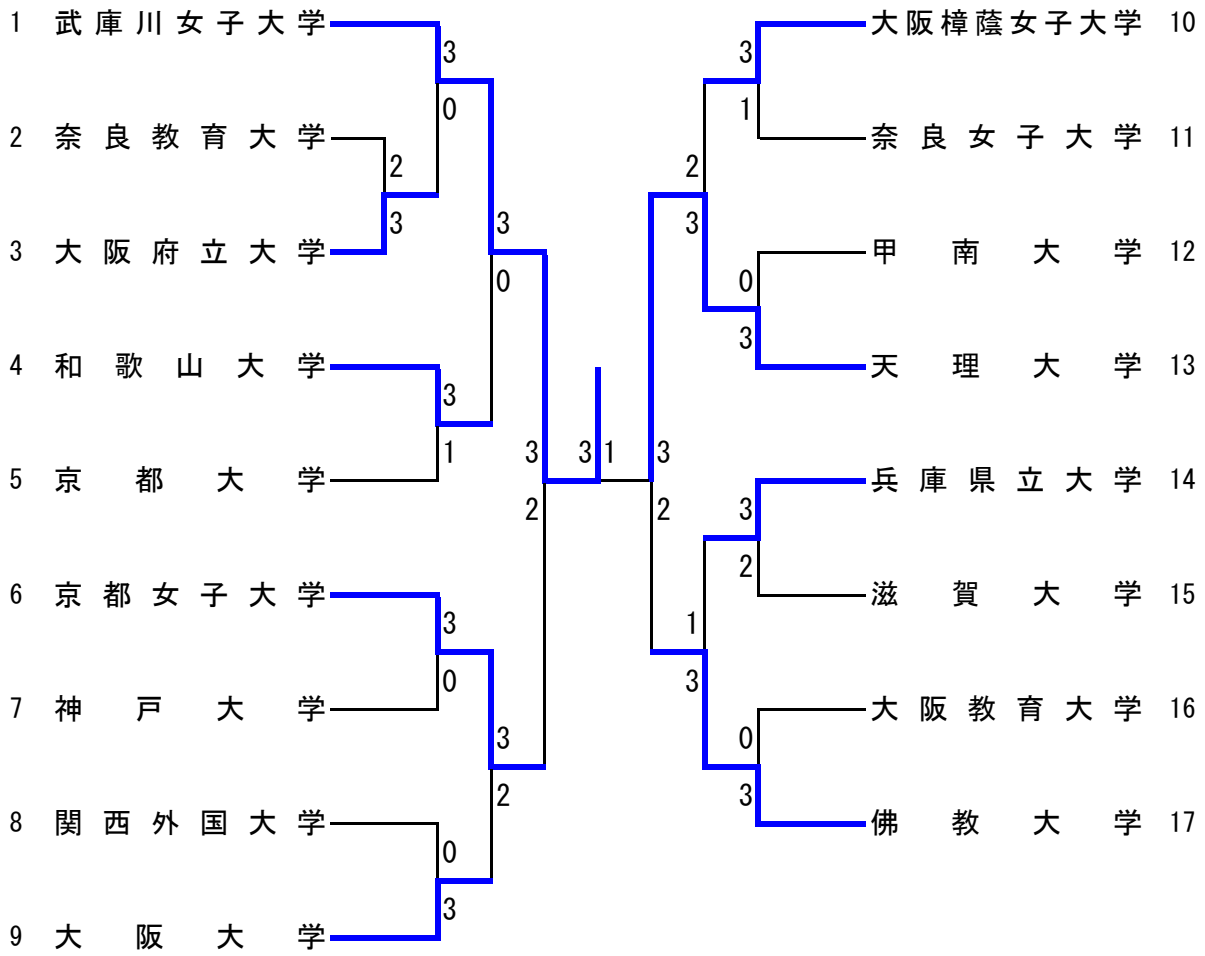 1 武庫川女子大学
大阪樟蔭女子大学 10
3
3
0
1
2 奈良教育大学
奈良女子大学 11
2
2
3
3
3
3 大阪府立大学
甲南大学 12
0
0
3
4 和歌山大学
天理大学 13
3
1
3
3
1
3
5 京都大学
兵庫県立大学 14
2
2
3
2
6 京都女子大学
滋賀大学 15
3
1
0
3
7 神戸大学
大阪教育大学 16
3
0
2
3
8 関西外国大学
佛教大学 17
0
3
9 大阪大学